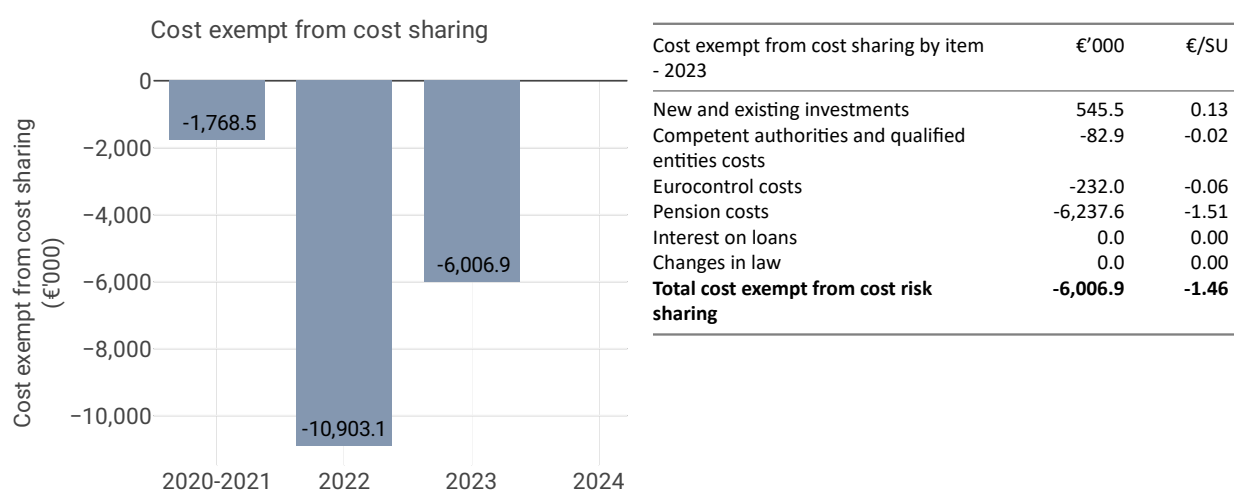 Cost exempt from cost sharing
Cost exempt from cost sharing
(€'000)
0
−2,000
−4,000
−6,000
−8,000
−10,000
-1,768.5
-10,903.1
-6,006.9
2020-2021 2022 2023 2024
Cost exempt from cost sharing by item €’000 €/SU
- 2023
New and existing investments 545.5 0.13
Competent authorities and qualified -82.9 -0.02
entities costs
Eurocontrol costs -232.0 -0.06
Pension costs -6,237.6 -1.51
Interest on loans 0.0 0.00
Changes in law 0.0 0.00
Total cost exempt from cost risk -6,006.9 -1.46
sharing